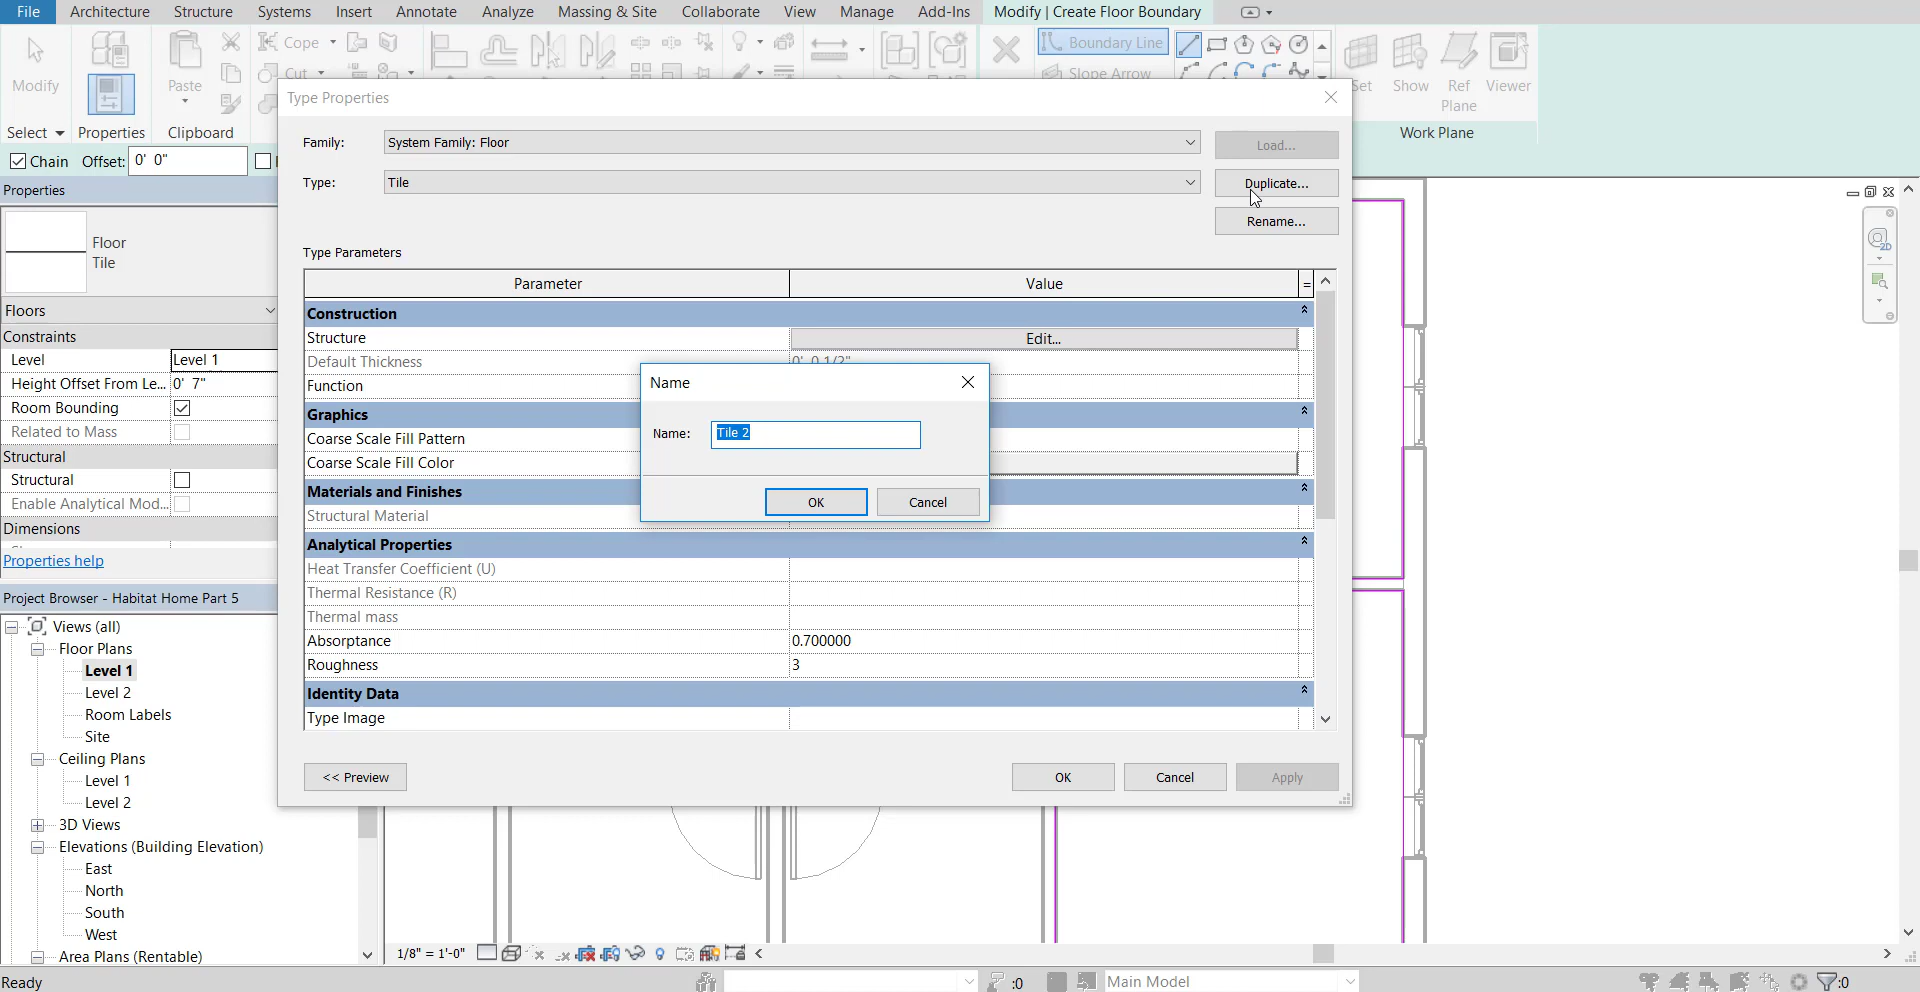 File Architecture Structure Systems Insert Annotate Analyze Massing & Site Collaborate View Manage Add-Ins Modify | Create Floor Boundary
Cope Boundary Line
Cut Slope Arrow
Modify Paste Set Show Ref Plane Viewer
Select Properties Clipboard Work Plane
Chain Offset: 0' 0"
Properties
Floor
Tile
Floors
Constraints
Level Level 1
Height Offset From Le... 0' 7"
Room Bounding
Related to Mass
Structural
Structural
Enable Analytical Mod...
Dimensions
Properties help
Project Browser - Habitat Home Part 5
Views (all)
Floor Plans
Level 1
Level 2
Room Labels
Site
Ceiling Plans
Level 1
Level 2
3D Views
Elevations (Building Elevation)
East
North
South
West
Area Plans (Rentable)
Type Properties
Family: System Family: Floor Load...
Type: Tile Duplicate...
Rename...
Type Parameters
Parameter Value =
Construction
Structure Edit...
Default Thickness 0' 0 1/2"
Function
Graphics
Coarse Scale Fill Pattern
Coarse Scale Fill Color
Materials and Finishes
Structural Material
Analytical Properties
Heat Transfer Coefficient (U)
Thermal Resistance (R)
Thermal mass
Absorptance 0.700000
Roughness 3
Identity Data
Type Image
<< Preview OK Cancel Apply
Name
Name: Tile 2
OK Cancel
2D
1/8" = 1'-0"
Ready :0 Main Model :0